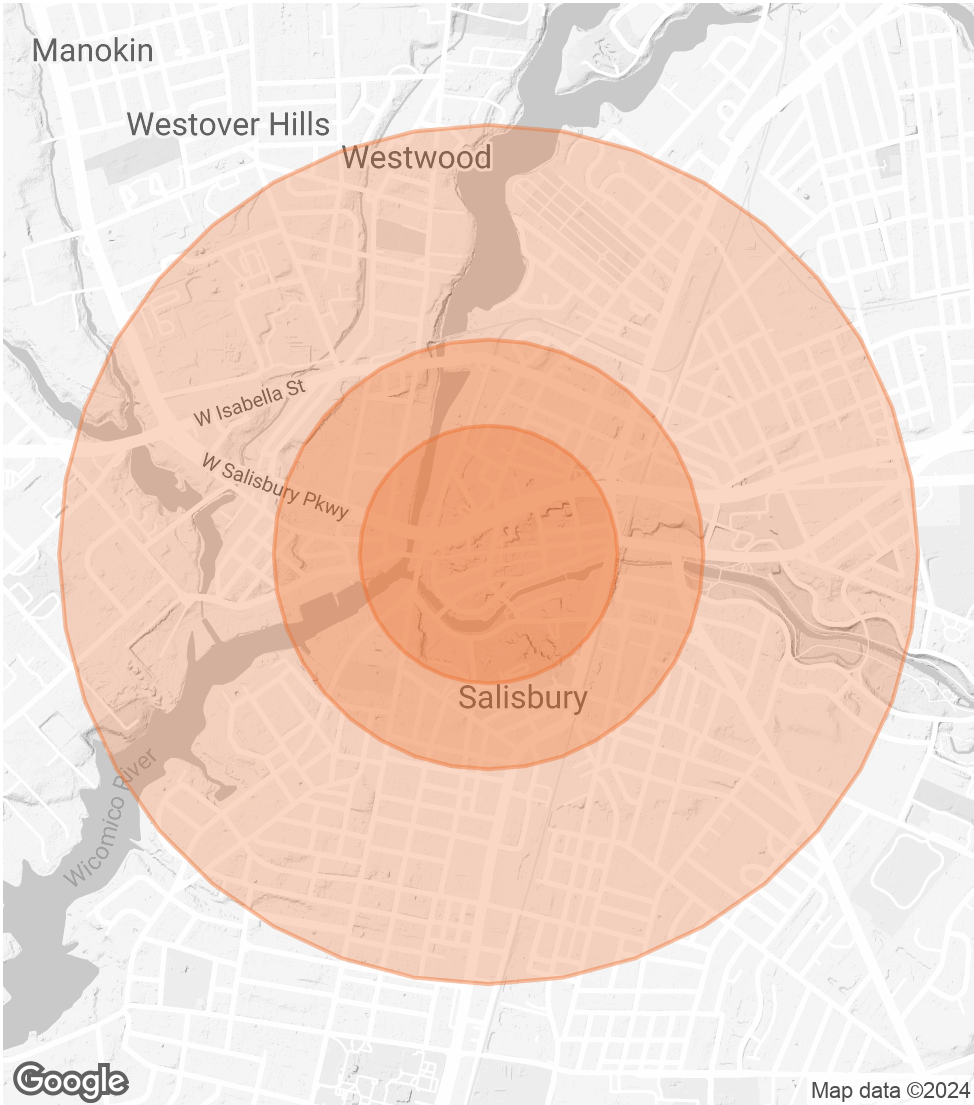 Manokin
Westover Hills
Westwood
W Isabella St
W Salisbury Pkwy
Salisbury
Wicomico River
Google
Map data ©2024